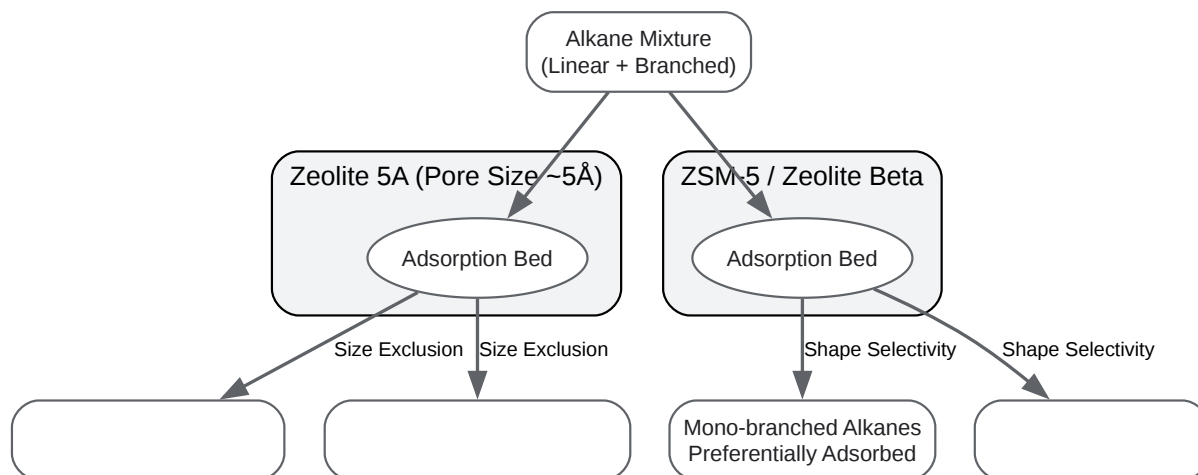 Alkane Mixture
(Linear + Branched)
Zeolite 5A (Pore Size ~5Å)
ZSM-5 / Zeolite Beta
Adsorption Bed
Adsorption Bed
Size Exclusion
Size Exclusion
Shape Selectivity
Shape Selectivity
Mono-branched Alkanes
Preferentially Adsorbed